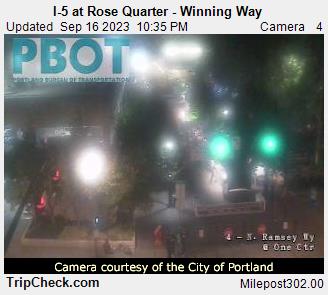 I-5 at Rose Quarter - Winning Way
Updated Sep 16 2023 10:35 PM Camera 4
PBOT
PORTLAND BUREAU OF TRANSPORTATION
4 - N. Ramsey Wy
@ One Ctr
Camera courtesy of the City of Portland
TripCheck.com Milepost302.00